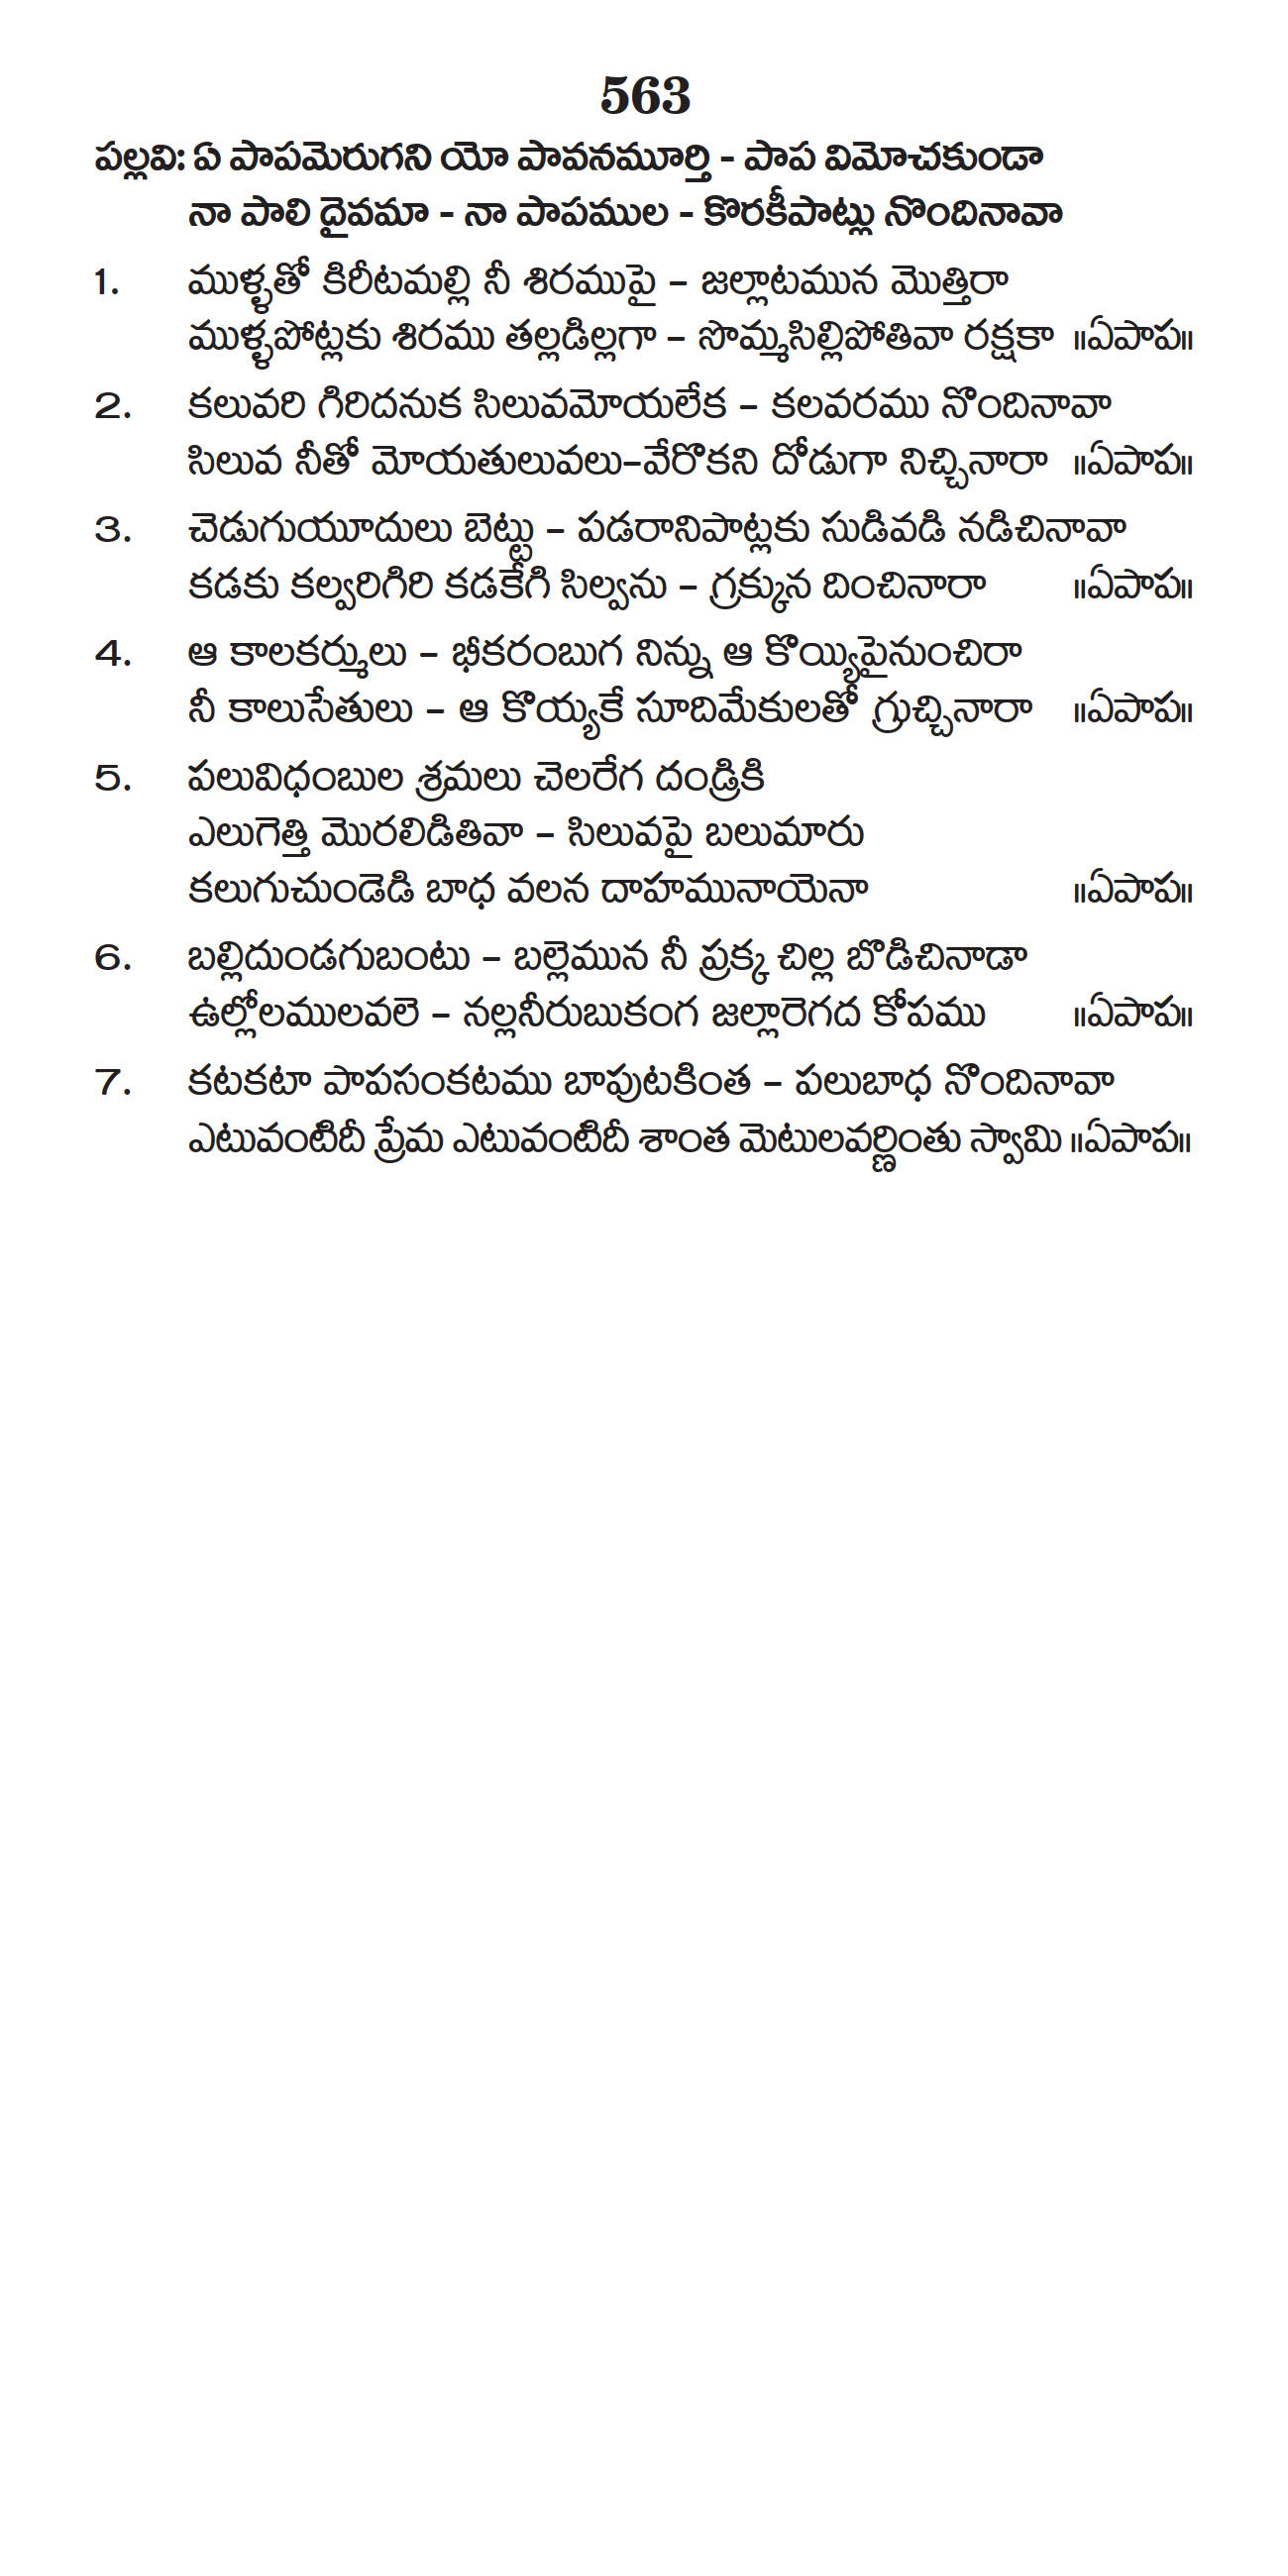 563
పల్లవి: ఏ పాపమెరుగని యో పావనమూర్తి - పాప విమోచకుండా
నా పాలి దైవమా - నా పాపముల - కొరకీపాట్లు నొందినావా
1. ముళ్ళతో కిరీటమల్లి నీ శిరముపై – జల్లాటమున మొత్తిరా
ముళ్ళపోట్లకు శిరము తల్లడిల్లగా – సొమ్మసిల్లిపోతివా రక్షకా ॥ఏపాప॥
2. కలువరి గిరిదనుక సిలువమోయలేక – కలవరము నొందినావా
సిలువ నీతో మోయతులువలు–వేరొకని దోడుగా నిచ్చినారా ॥ఏపాప॥
3. చెడుగుయూదులు బెట్టు – పడరానిపాట్లకు సుడివడి నడిచినావా
కడకు కల్వరిగిరి కడకేగి సిల్వను – గ్రక్కున దించినారా ॥ఏపాప॥
4. ఆ కాలకర్ములు – భీకరంబుగ నిన్ను ఆ కొయ్యిపైనుంచిరా
నీ కాలుసేతులు – ఆ కొయ్యకే సూదిమేకులతో గ్రుచ్చినారా ॥ఏపాప॥
5. పలువిధంబుల శ్రమలు చెలరేగ దండ్రికి
ఎలుగెత్తి మొరలిడితివా – సిలువపై బలుమారు
కలుగుచుండెడి బాధ వలన దాహమునాయెనా ॥ఏపాప॥
6. బల్లిదుండగుబంటు – బల్లెమున నీ ప్రక్క చిల్ల బొడిచినాడా
ఉల్లోలములవలె – నల్లనీరుబుకంగ జల్లారెగద కోపము ॥ఏపాప॥
7. కటకటా పాపసంకటము బాపుటకింత – పలుబాధ నొందినావా
ఎటువంటిదీ ప్రేమ ఎటువంటిదీ శాంత మెటులవర్ణింతు స్వామి ॥ఏపాప॥